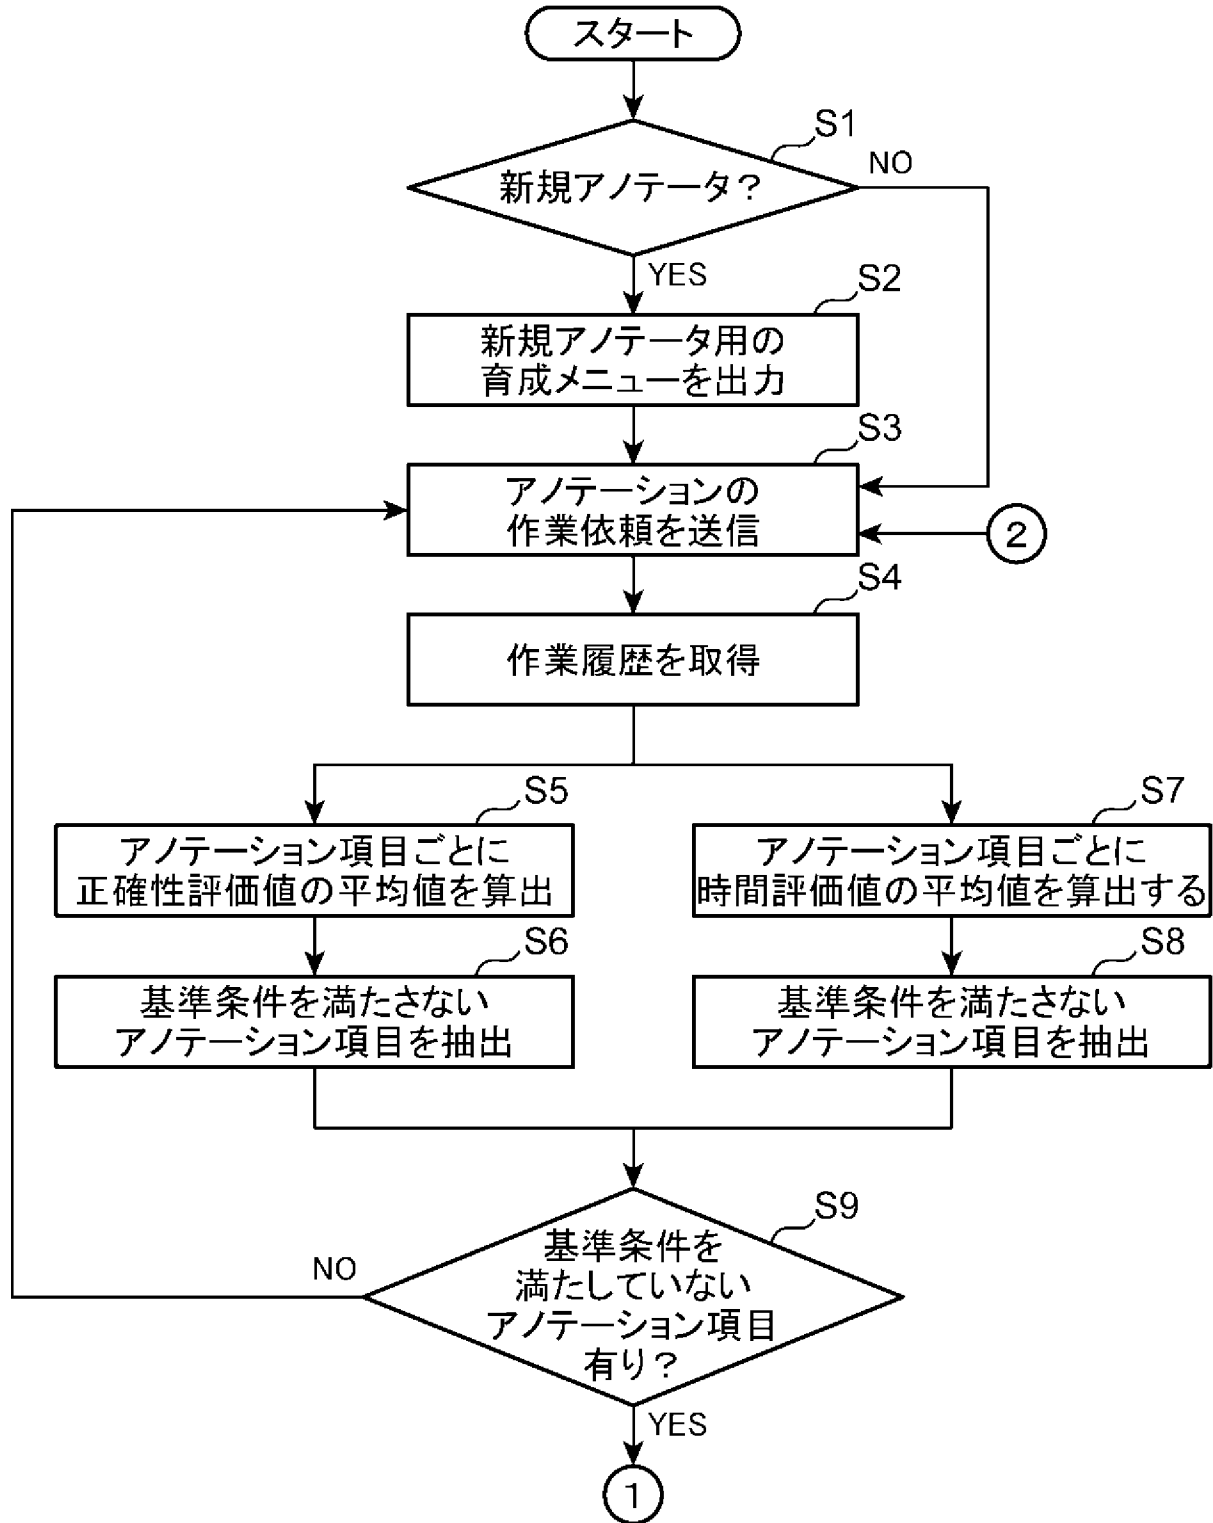 スタート
S1
新規アノテータ？
NO
YES
S2
新規アノテータ用の
育成メニューを出力
S3
アノテーションの
作業依頼を送信
2
S4
作業履歴を取得
S5
アノテーション項目ごとに
正確性評価値の平均値を算出
S7
アノテーション項目ごとに
時間評価値の平均値を算出する
S6
基準条件を満たさない
アノテーション項目を抽出
S8
基準条件を満たさない
アノテーション項目を抽出
S9
基準条件を
満たしていない
アノテーション項目
有り？
NO
YES
1